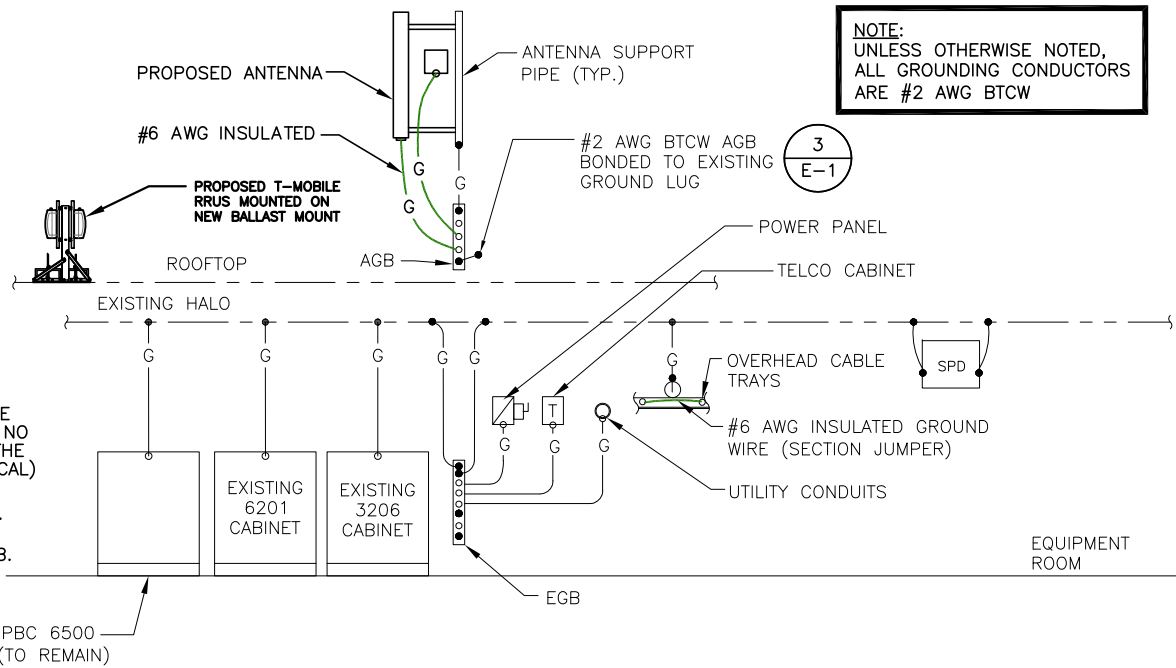 NOTE:
UNLESS OTHERWISE NOTED,
ALL GROUNDING CONDUCTORS
ARE #2 AWG BTCW
PROPOSED ANTENNA
ANTENNA SUPPORT
PIPE (TYP.)
#6 AWG INSULATED
#2 AWG BTCW AGB
BONDED TO EXISTING
GROUND LUG
3
E-1
PROPOSED T-MOBILE
RRUS MOUNTED ON
NEW BALLAST MOUNT
G
G
G
AGB
ROOFTOP
POWER PANEL
TELCO CABINET
EXISTING HALO
G
G
G
G
G
G
OVERHEAD CABLE
TRAYS
SPD
#6 AWG INSULATED GROUND
WIRE (SECTION JUMPER)
T
G
G
G
UTILITY CONDUITS
NO
THE
CAL)
B.
EXISTING
6201
CABINET
EXISTING
3206
CABINET
EGB
EQUIPMENT
ROOM
PBC 6500
(TO REMAIN)